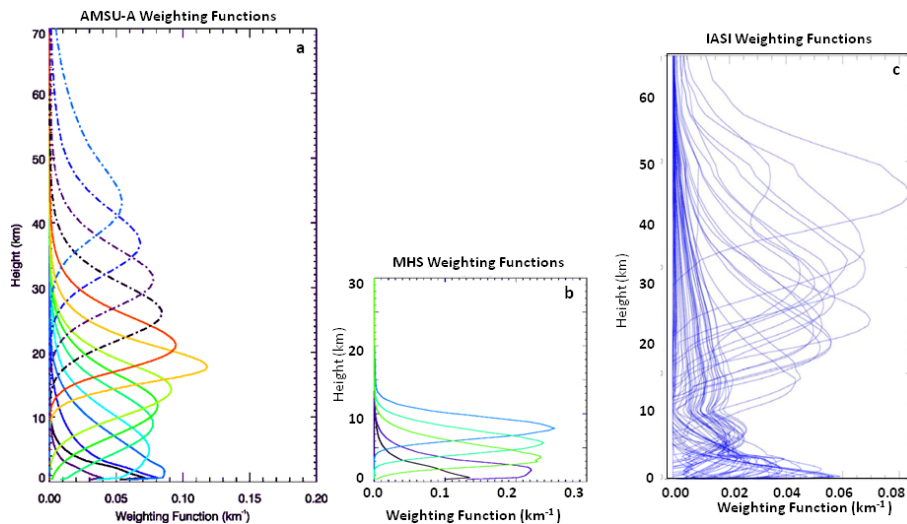 AMSU-A Weighting Functions
a
70
60
50
40
30
20
10
0
Height (km)
0.00 0.05 0.10 0.15 0.20
Weighting Function (km⁻¹)
MHS Weighting Functions
b
30
20
10
0
Height (km)
0.0 0.1 0.2 0.3
Weighting Function (km⁻¹)
IASI Weighting Functions
c
60
50
40
30
20
10
0
Height (km)
0.00 0.02 0.04 0.06 0.08
Weighting Function (km⁻¹)